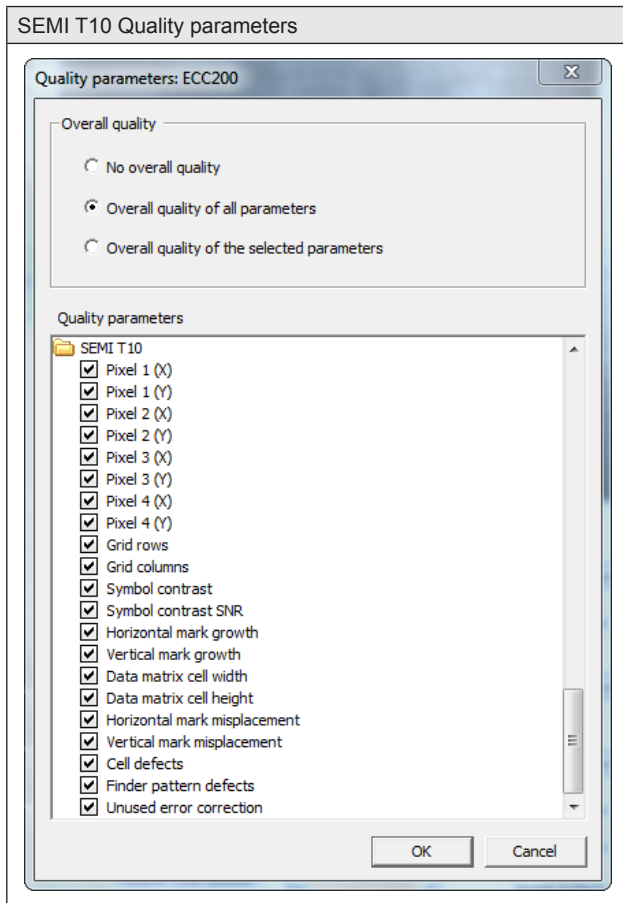 SEMI T10 Quality parameters
Quality parameters: ECC200
Overall quality
No overall quality
Overall quality of all parameters
Overall quality of the selected parameters
Quality parameters
SEMI T10
Pixel 1 (X)
Pixel 1 (Y)
Pixel 2 (X)
Pixel 2 (Y)
Pixel 3 (X)
Pixel 3 (Y)
Pixel 4 (X)
Pixel 4 (Y)
Grid rows
Grid columns
Symbol contrast
Symbol contrast SNR
Horizontal mark growth
Vertical mark growth
Data matrix cell width
Data matrix cell height
Horizontal mark misplacement
Vertical mark misplacement
Cell defects
Finder pattern defects
Unused error correction
OK Cancel